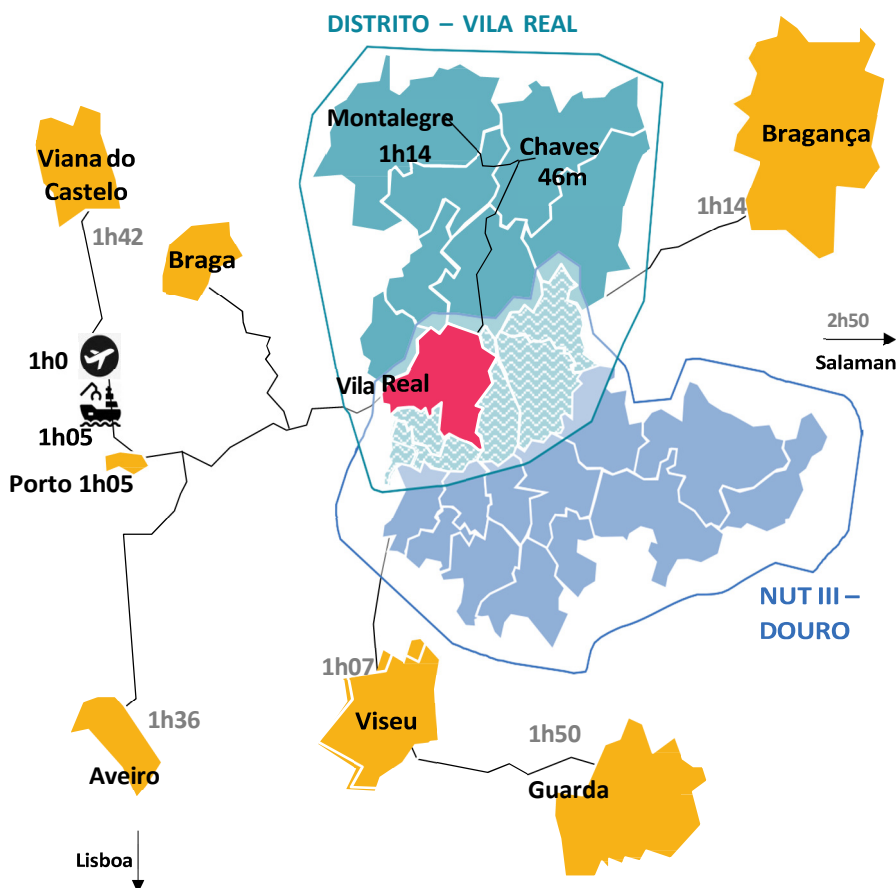 DISTRITO – VILA REAL
Montalegre
1h14
Chaves
46m
Bragança
1h14
Viana do
Castelo
1h42
Braga
2h50
Salaman
1h0
Vila Real
1h05
Porto 1h05
NUT III –
DOURO
1h07
Viseu
1h36
1h50
Aveiro
Guarda
Lisboa